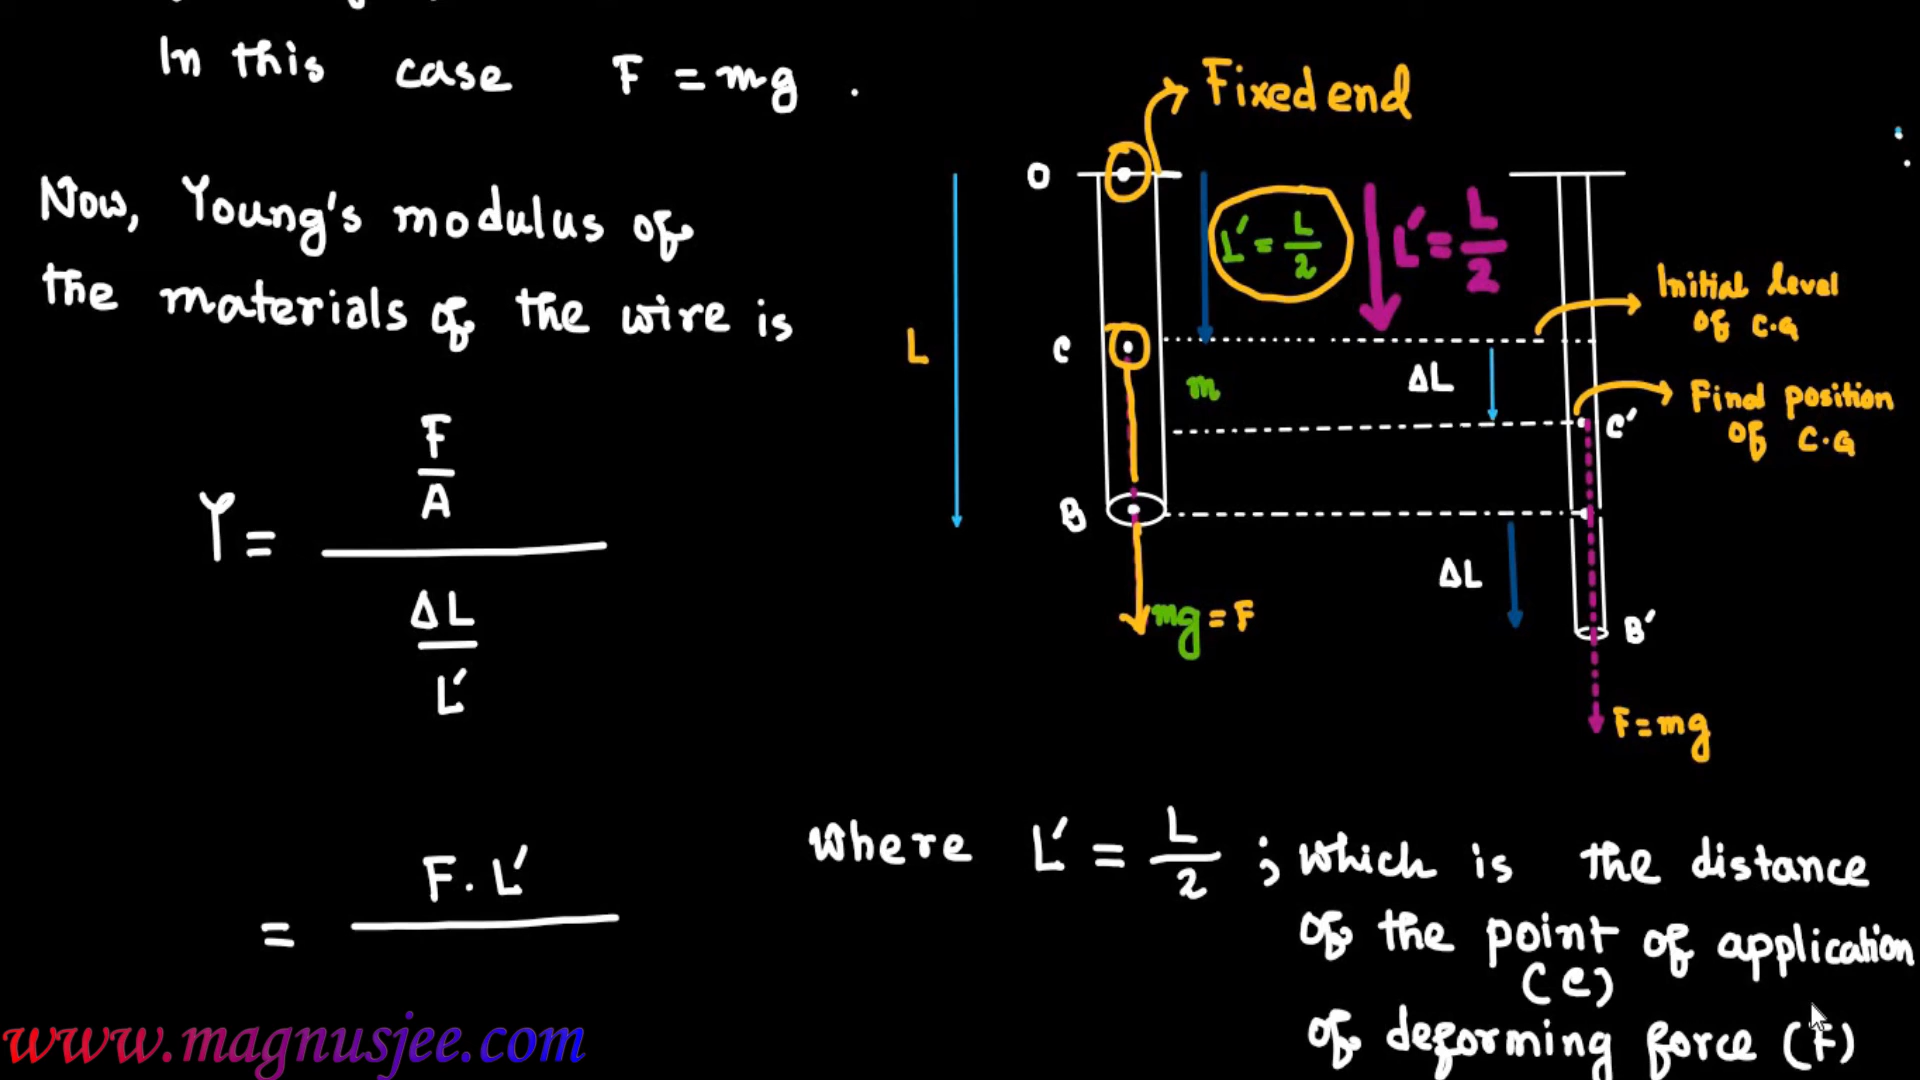 In this case F = mg .
Now, Young's modulus of
the materials of the wire is
Y = F/A
ΔL/L'
= F . L'
Fixed end
O
L' = L/2
L' = L/2
Initial level
of C.G
L
C
m
ΔL
Final position
of C.G
C'
B
ΔL
mg = F
B'
F = mg
Where L' = L/2 ; which is the distance
of the point of application
(C)
of deforming force (F)
www.magnusjee.com